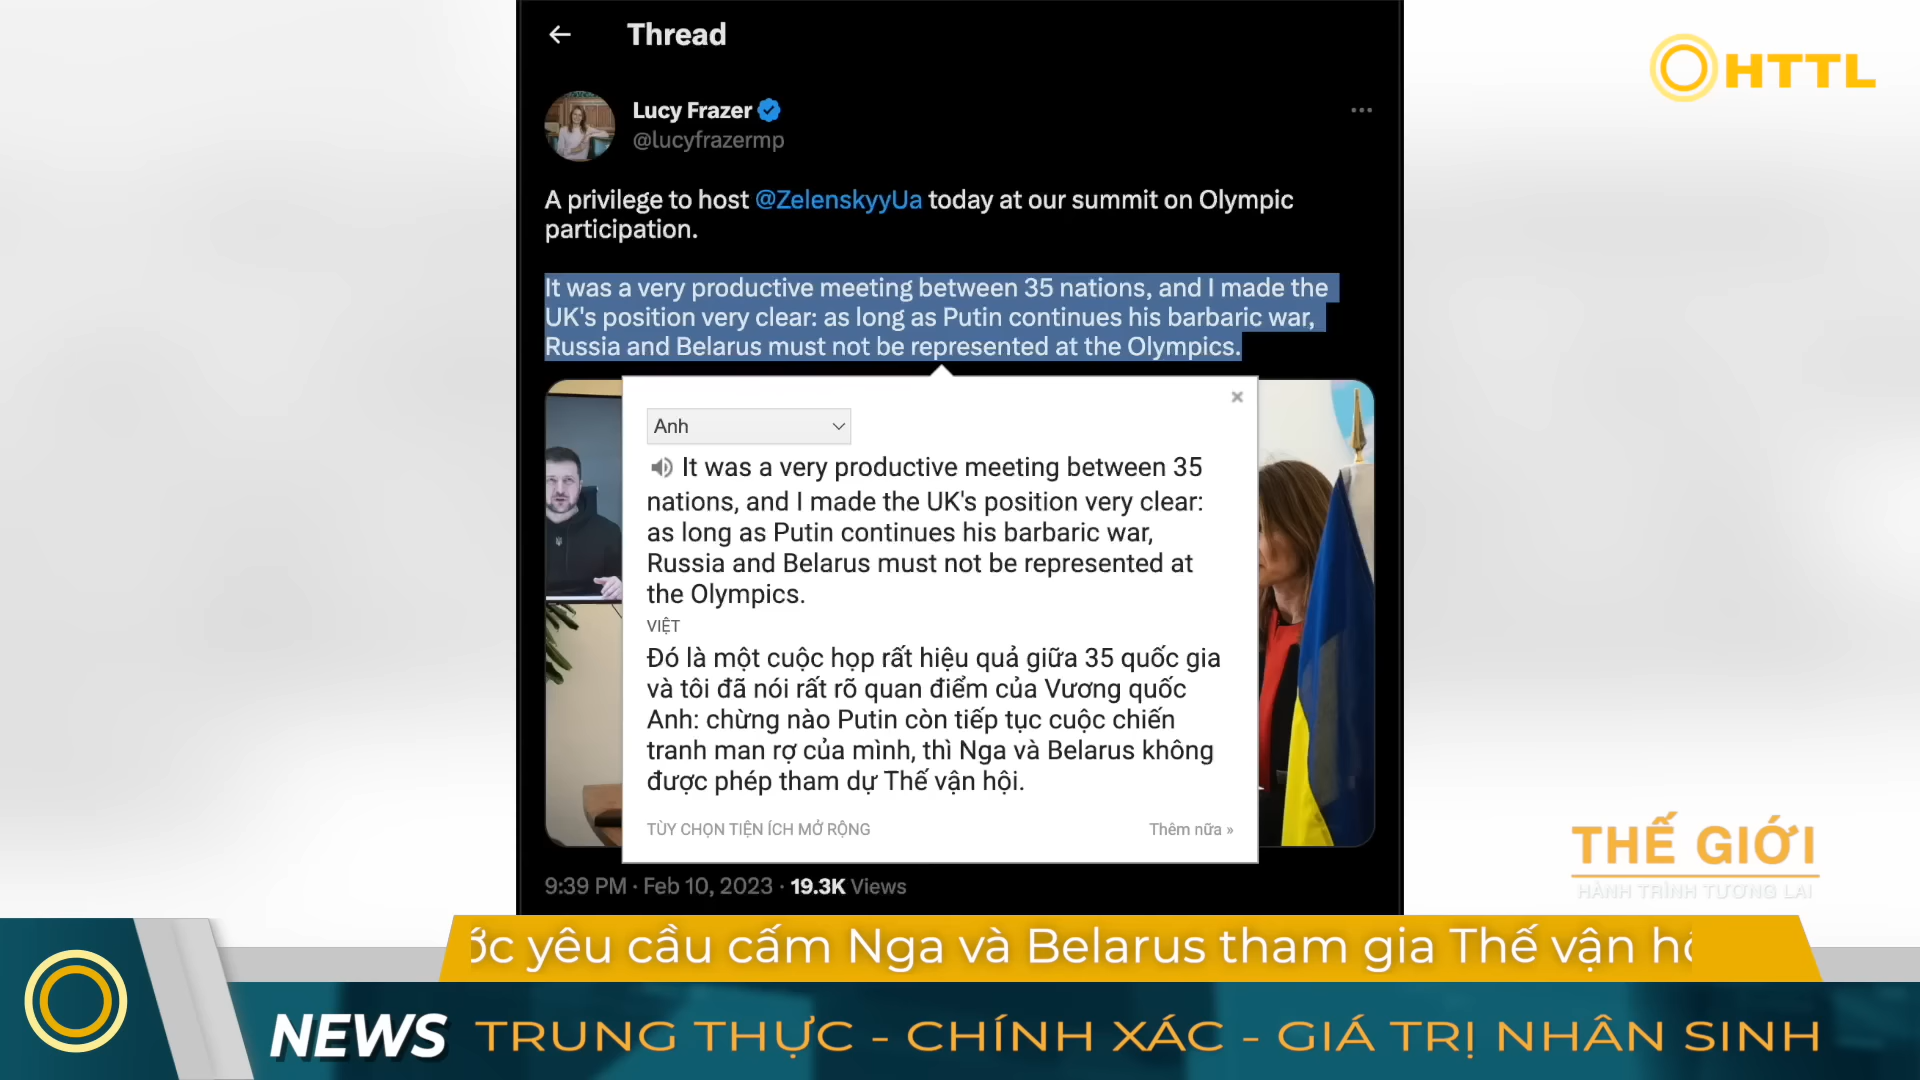 Thread
HTTL
Lucy Frazer
@lucyfrazermp
A privilege to host @ZelenskyyUa today at our summit on Olympic
participation.
It was a very productive meeting between 35 nations, and I made the
UK's position very clear: as long as Putin continues his barbaric war,
Russia and Belarus must not be represented at the Olympics.
Anh
It was a very productive meeting between 35
nations, and I made the UK's position very clear:
as long as Putin continues his barbaric war,
Russia and Belarus must not be represented at
the Olympics.
VIỆT
Đó là một cuộc họp rất hiệu quả giữa 35 quốc gia
và tôi đã nói rất rõ quan điểm của Vương quốc
Anh: chừng nào Putin còn tiếp tục cuộc chiến
tranh man rợ của mình, thì Nga và Belarus không
được phép tham dự Thế vận hội.
TÙY CHỌN TIỆN ÍCH MỞ RỘNG
Thêm nữa »
THẾ GIỚI
HÀNH TRÌNH TƯƠNG LAI
9:39 PM · Feb 10, 2023 · 19.3K Views
yêu cầu cấm Nga và Belarus tham gia Thế vận
NEWS
TRUNG THỰC - CHÍNH XÁC - GIÁ TRỊ NHÂN SINH